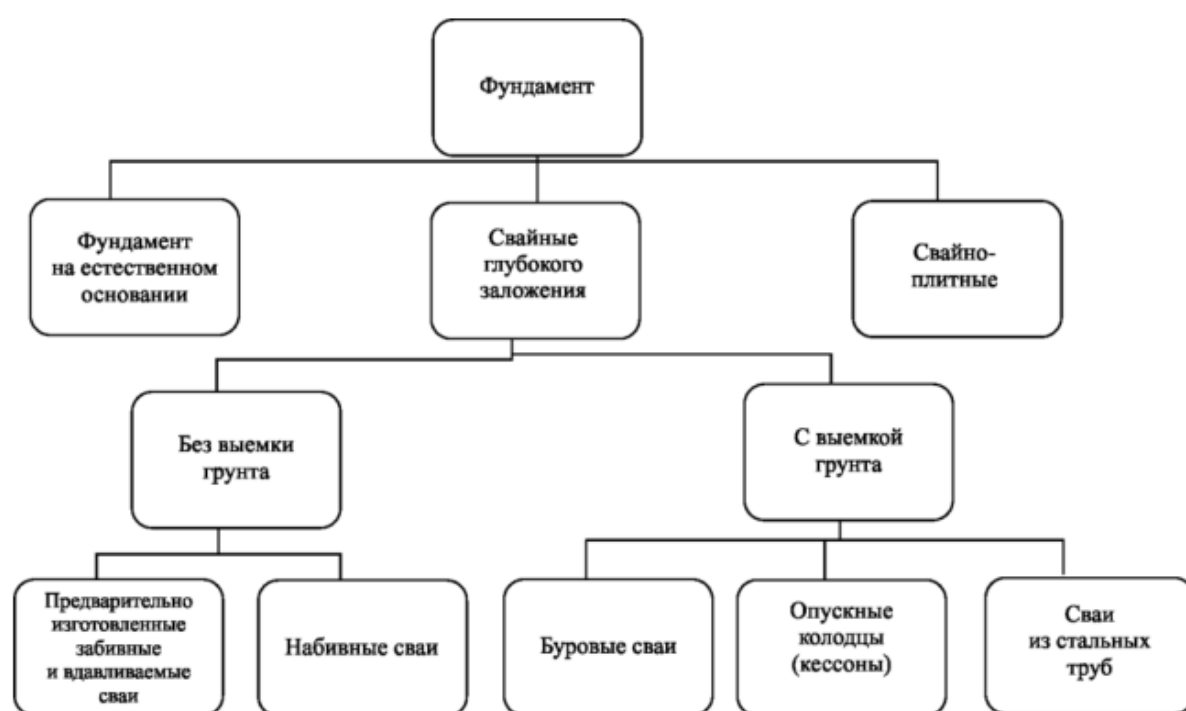 Фундамент
Фундамент
на естественном
основании
Свайные
глубокого
заложения
Свайно-
плитные
Без выемки
грунта
С выемкой
грунта
Предварительно
изготовленные
забивные
и вдавливаемые
сваи
Набивные сваи
Буровые сваи
Опускные
колодцы
(кессоны)
Сваи
из стальных
труб